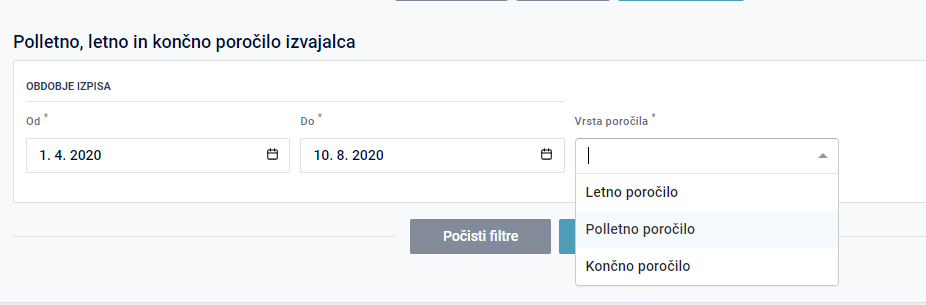 Polletno, letno in končno poročilo izvajalca
OBDOBJE IZPISA
Od *
Do *
Vrsta poročila *
1. 4. 2020
10. 8. 2020
Letno poročilo
Polletno poročilo
Končno poročilo
Počisti filtre